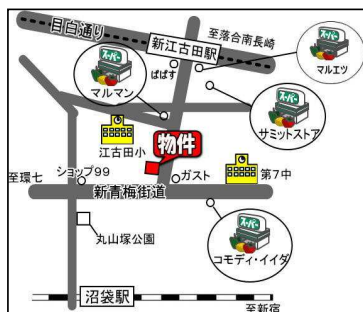 目白通り
新江古田駅
至落合南長崎
スーパー
マルエツ
ぱぱす
スーパー
マルマン
スーパー
サミットストア
江古田小
物件
至環七
ショップ99
ガスト
第7中
新青梅街道
丸山塚公園
スーパー
コモディ・イイダ
沼袋駅
至新宿